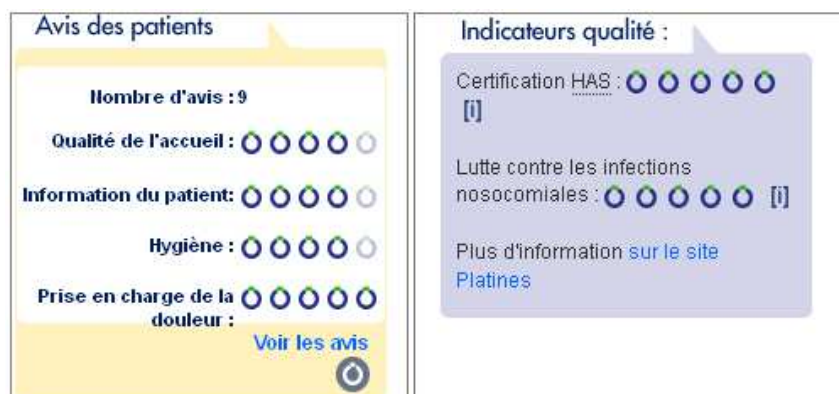 Avis des patients
Nombre d'avis : 9
Qualité de l'accueil :
Information du patient:
Hygiène :
Prise en charge de la
douleur :
Voir les avis
Indicateurs qualité :
Certification HAS :
[i]
Lutte contre les infections
nosocomiales : [i]
Plus d'information sur le site
Platines